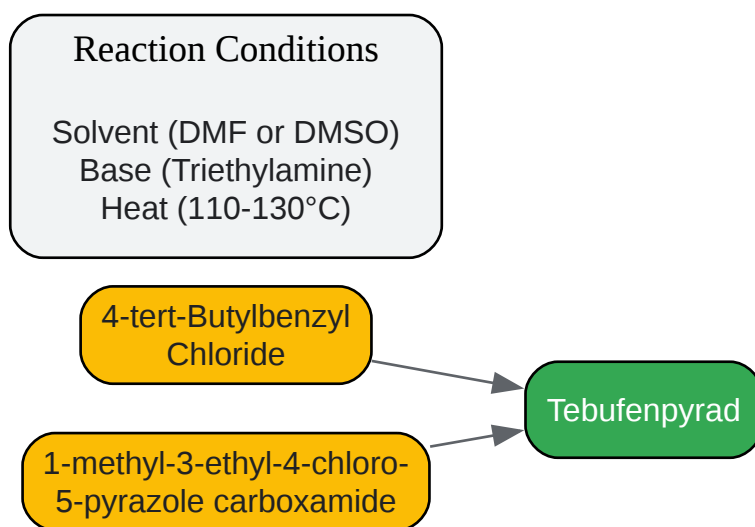 Reaction Conditions
Solvent (DMF or DMSO)
Base (Triethylamine)
Heat (110-130°C)
4-tert-Butylbenzyl
Chloride
1-methyl-3-ethyl-4-chloro-
5-pyrazole carboxamide
Tebufenpyrad